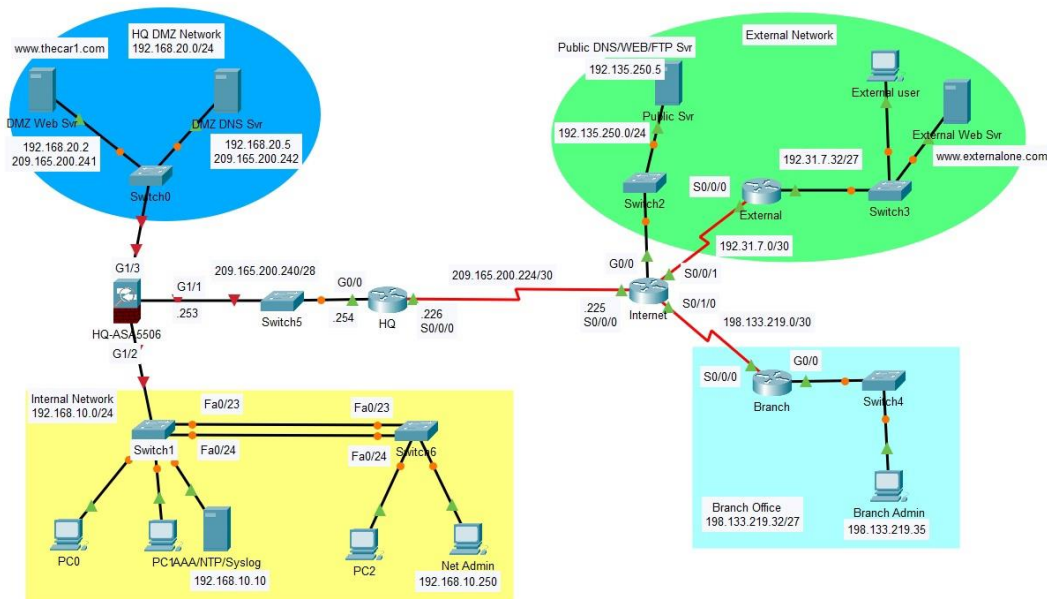 HQ DMZ Network
192.168.20.0/24
www.thecar1.com
DMZ Web Svr
DMZ DNS Svr
192.168.20.2
209.165.200.241
192.168.20.5
209.165.200.242
Switch0
G1/3
G1/1
.253
HQ-ASA5506
G1/2
209.165.200.240/28
Switch5
G0/0
.254
HQ
.226
S0/0/0
209.165.200.224/30
Public DNS/WEB/FTP Svr
192.135.250.5
Public Svr
192.135.250.0/24
Switch2
G0/0
.225
S0/0/0
Internet
S0/0/1
S0/1/0
External Network
External user
External Web Svr
www.externalone.com
192.31.7.32/27
S0/0/0
External
Switch3
192.31.7.0/30
198.133.219.0/30
S0/0/0
G0/0
Branch
Switch4
Branch Office
198.133.219.32/27
Branch Admin
198.133.219.35
Internal Network
192.168.10.0/24
Fa0/23
Fa0/23
Switch1
Fa0/24
Fa0/24
Switch6
PC0
PC1
AAA/NTP/Syslog
192.168.10.10
PC2
Net Admin
192.168.10.250